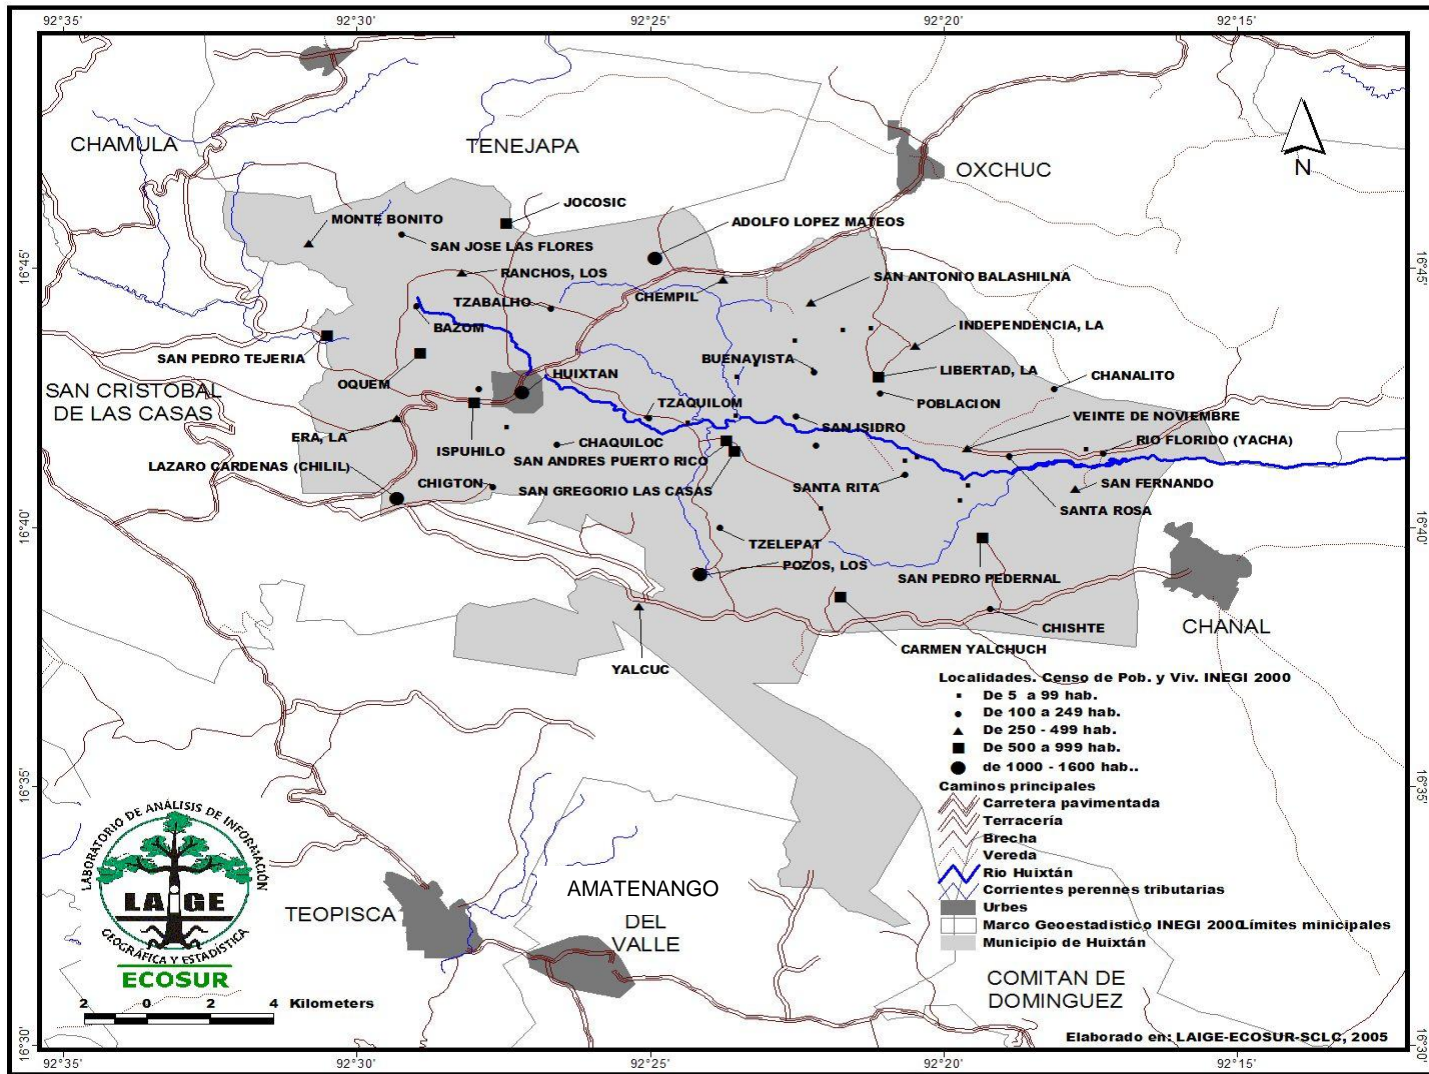 92°35' 92°30' 92°25' 92°20' 92°15'
CHAMULA
TENEJAPA
OXCHUC
N
JOCOSIC
MONTE BONITO
ADOLFO LOPEZ MATEOS
SAN JOSE LAS FLORES
16°45' 16°45'
RANCHOS, LOS
SAN ANTONIO BALASHILNA
CHEMPIL
TZABALHO
BAZOM
INDEPENDENCIA, LA
SAN PEDRO TEJERIA
BUENAVISTA
OQUEM
HUIXTAN
LIBERTAD, LA
CHANALITO
SAN CRISTOBAL
DE LAS CASAS
TZAQUILOM
POBLACION
VEINTE DE NOVIEMBRE
ERA, LA
SAN ISIDRO
CHAQUILOC
RIO FLORIDO (YACHA)
ISPUHILO
SAN ANDRES PUERTO RICO
LAZARO CARDENAS (CHILIL)
CHIGTON
SAN GREGORIO LAS CASAS
SANTA RITA
SAN FERNANDO
SANTA ROSA
16°40' 16°40'
TZELEPAT
POZOS, LOS
SAN PEDRO PEDERNAL
CHISHTE
CHANAL
CARMEN YALCHUCH
YALCUC
Localidades. Censo de Pob. y Viv. INEGI 2000
De 5 a 99 hab.
De 100 a 249 hab.
De 250 - 499 hab.
De 500 a 999 hab.
de 1000 - 1600 hab..
Caminos principales
Carretera pavimentada
Terracería
Brecha
Vereda
Rio Huixtán
Corrientes perennes tributarias
Urbes
Marco Geoestadistico INEGI 2000Límites minicipales
Municipio de Huixtán
16°35' 16°35'
LABORATORIO DE ANÁLISIS DE INFORMACIÓN
LAIGE
GEOGRÁFICA Y ESTADÍSTICA
ECOSUR
TEOPISCA
AMATENANGO
DEL
VALLE
COMITAN DE
DOMINGUEZ
2 0 2 4 Kilometers
Elaborado en: LAIGE-ECOSUR-SCLC, 2005
16°30' 16°30'
92°35' 92°30' 92°25' 92°20' 92°15'